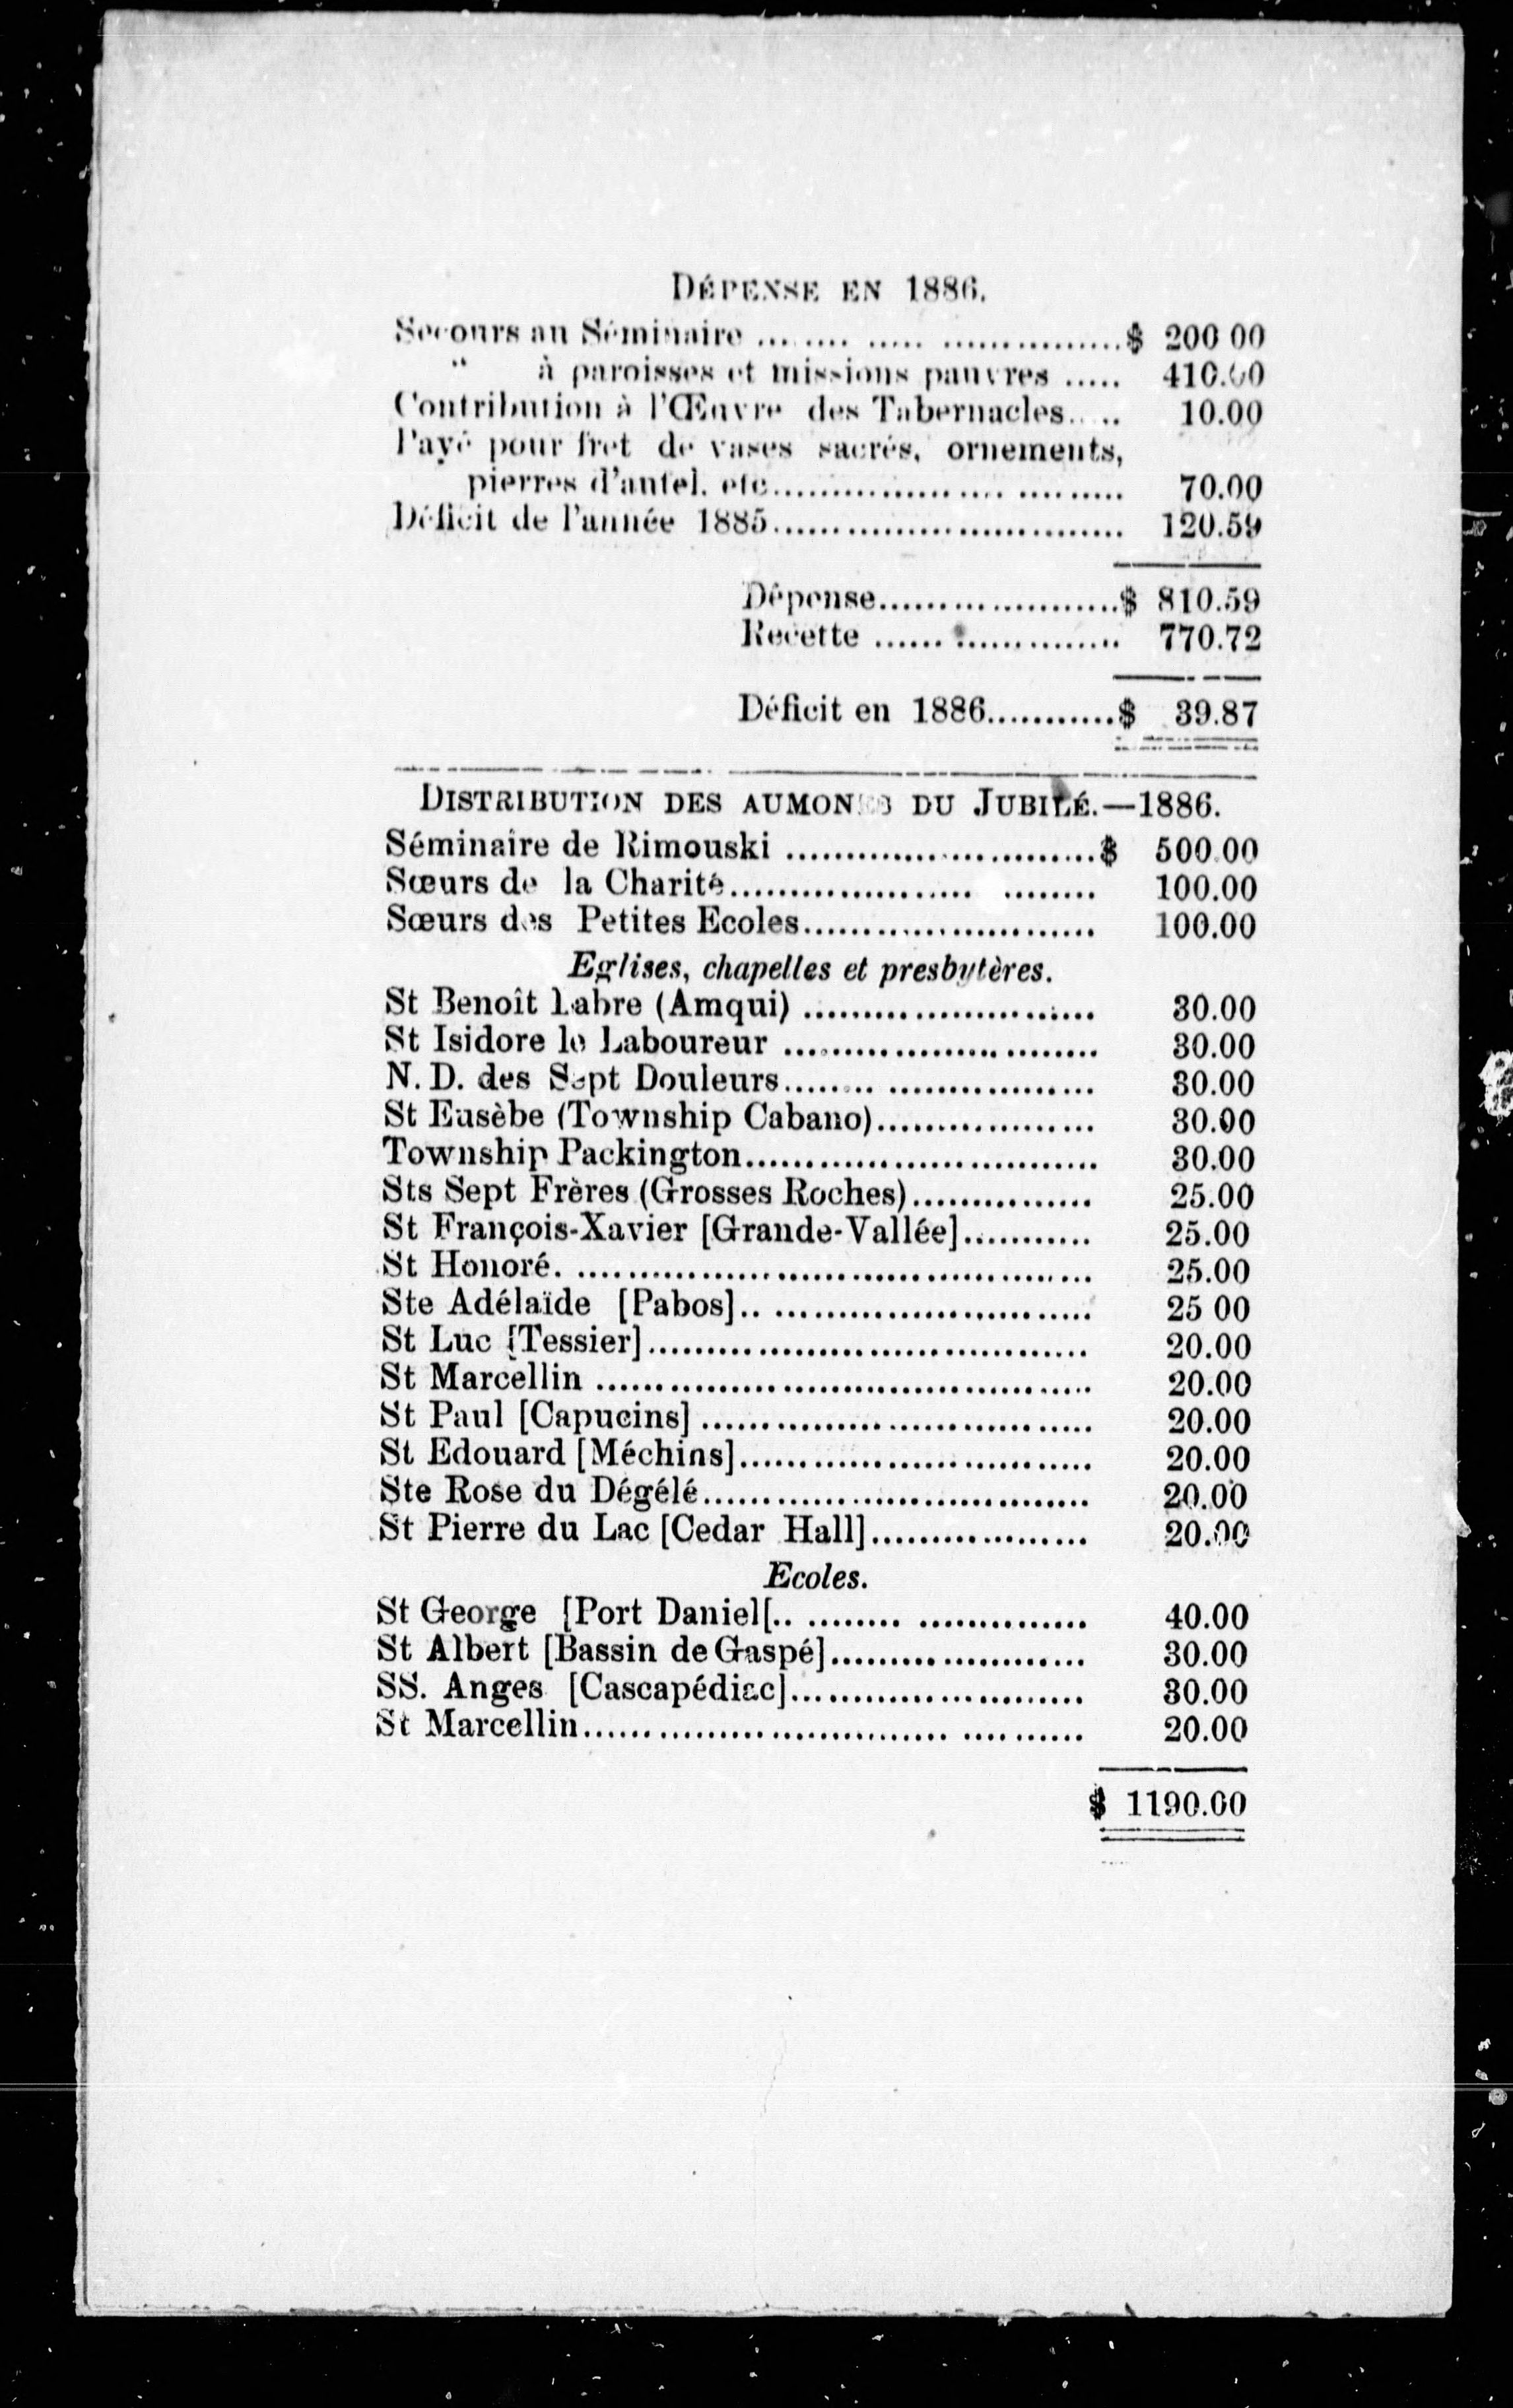 DÉPENSE EN 1886.
Secours au Séminaire ........ ..... ...............$ 200 00
" à paroisses et missions pauvres ..... 410.00
Contribution à l'Œuvre des Tabernacles.. .. 10.00
Payé pour fret de vases sacrés, ornements,
pierres d'autel. etc................... ......... 70.00
Déficit de l'année 1885............................. 120.59
Dépense....................$ 810.59
Recette ...... .............. 770.72
Déficit en 1886...........$ 39.87
DISTRIBUTION DES AUMONES DU JUBILÉ.—1886.
Séminaire de Rimouski ..........................$ 500.00
Sœurs de la Charité.................... ........ 100.00
Sœurs des Petites Ecoles........................ 100.00
Eglises, chapelles et presbytères.
St Benoît Labre (Amqui) ........................ 30.00
St Isidore le Laboureur .......................... 30.00
N. D. des Sept Douleurs........ ................. 30.00
St Eusèbe (Township Cabano).................. 30.00
Township Packington............................. 30.00
Sts Sept Frères (Grosses Roches)............... 25.00
St François-Xavier [Grande-Vallée]........... 25.00
St Honoré. .......................................... 25.00
Ste Adélaïde [Pabos].. .......................... 25 00
St Luc [Tessier].................................... 20.00
St Marcellin ......................................... 20.00
St Paul [Capucins] ................................ 20.00
St Edouard [Méchins]............................. 20.00
Ste Rose du Dégélé................................ 20.00
St Pierre du Lac [Cedar Hall].................. 20.00
Ecoles.
St George [Port Daniel[.. ........ .............. 40.00
St Albert [Bassin de Gaspé]..................... 30.00
SS. Anges [Cascapédiac]........................ 30.00
St Marcellin.............................. .......... 20.00
$ 1190.00